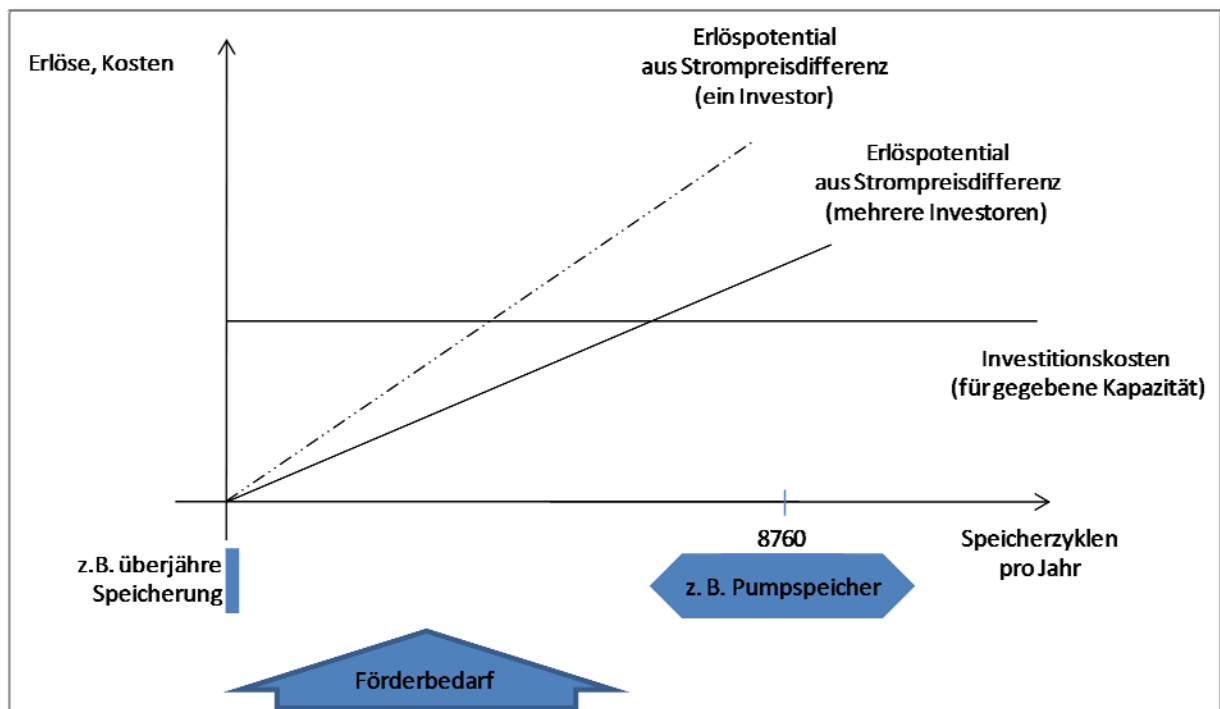 Erlöse, Kosten
Erlöspotential
aus Strompreisdifferenz
(ein Investor)
Erlöspotential
aus Strompreisdifferenz
(mehrere Investoren)
Investitionskosten
(für gegebene Kapazität)
8760
Speicherzyklen
pro Jahr
z.B. überjähre
Speicherung
z. B. Pumpspeicher
Förderbedarf